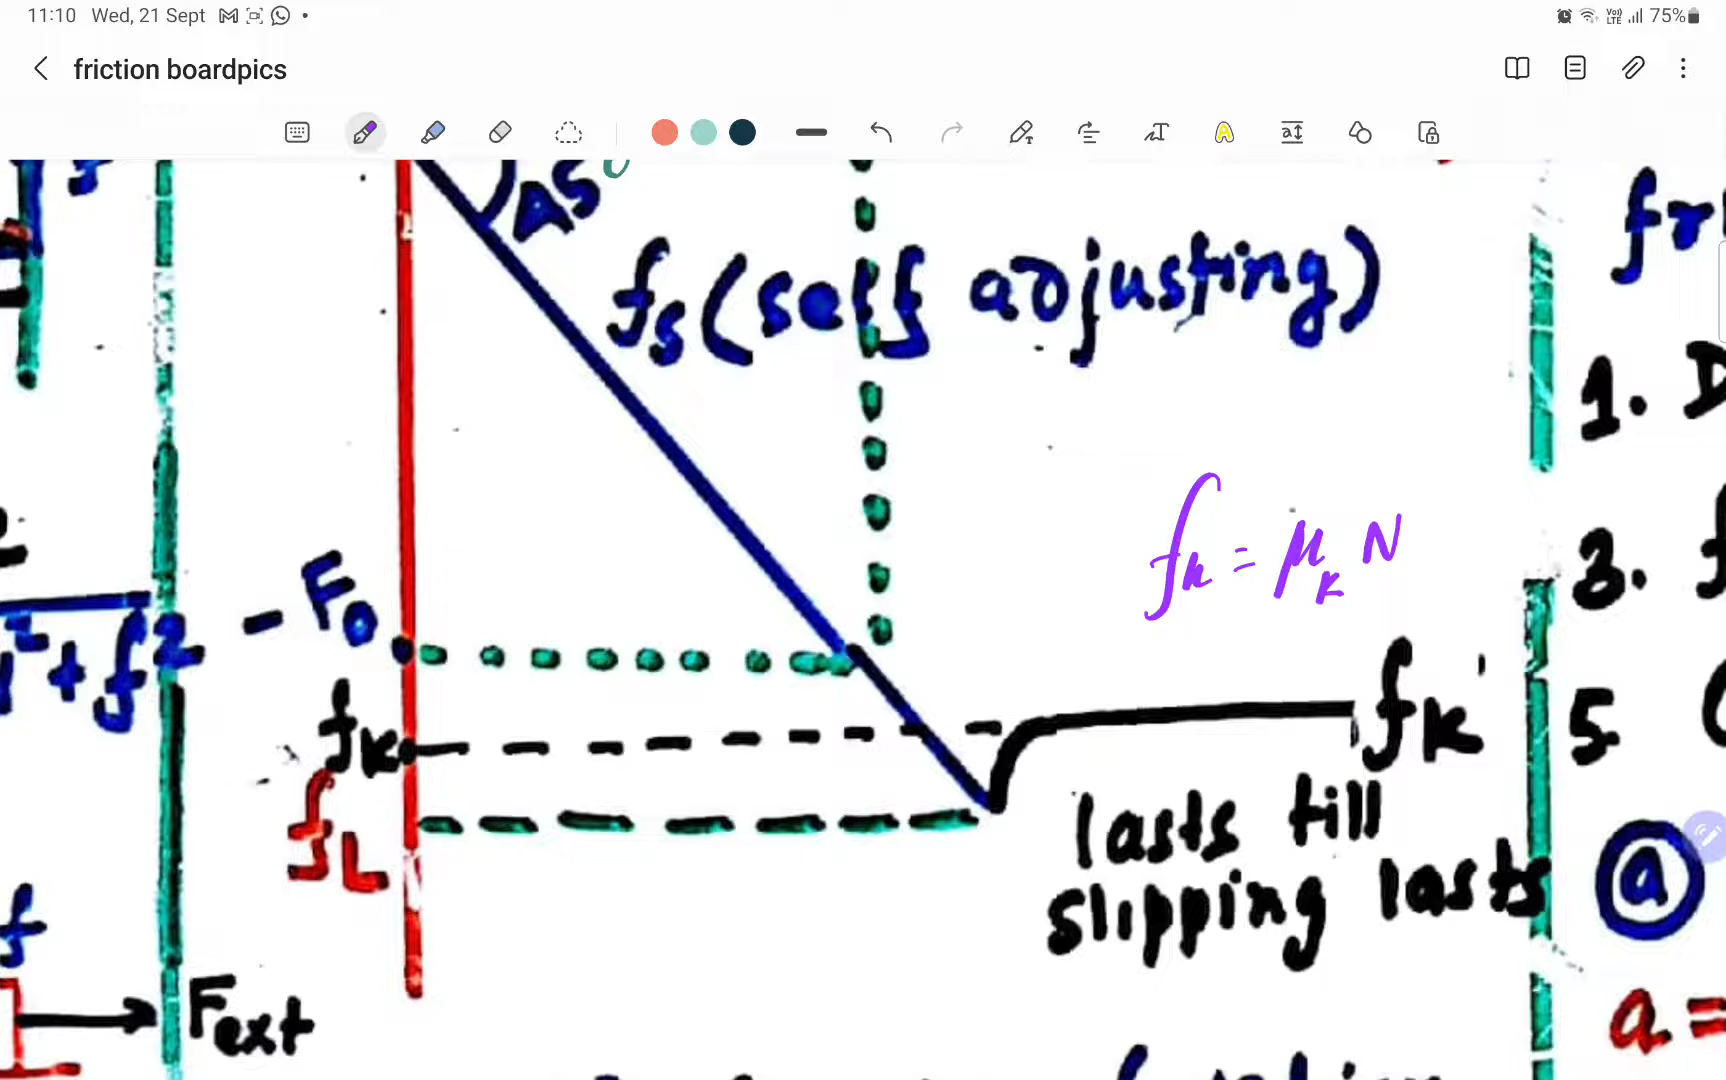 11:10 Wed, 21 Sept
75%
friction boardpics
fs (self adjusting)
fk = μk N
- F0
fk
fL
fk
lasts till
slipping lasts
Fext
1.
3.
5
a
a =